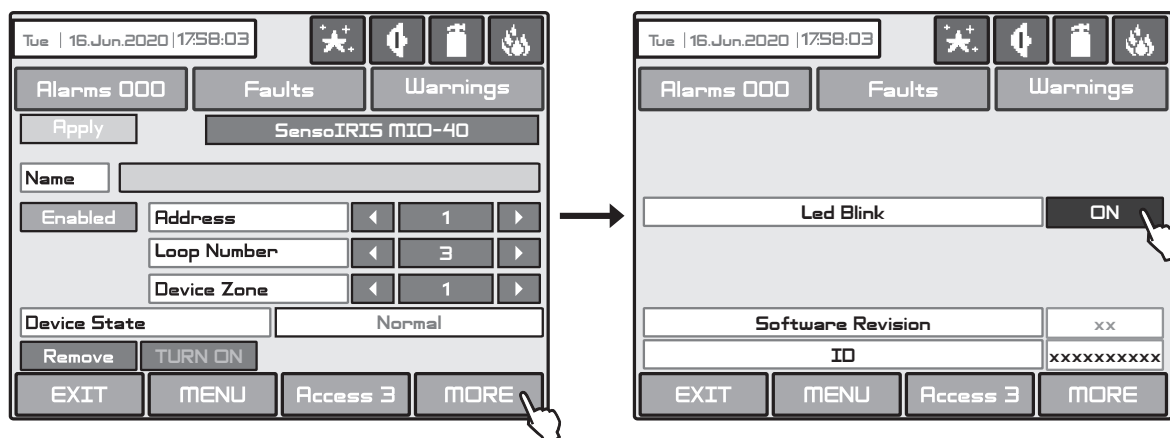 Tue | 16.Jun.2020 | 17:58:03
Alarms 000 Faults Warnings
Apply SensoIRIS MIO-40
Name
Enabled Address 1
Loop Number 3
Device Zone 1
Device State Normal
Remove TURN ON
EXIT MENU Access 3 MORE
Tue | 16.Jun.2020 | 17:58:03
Alarms 000 Faults Warnings
Led Blink ON
Software Revision xx
ID xxxxxxxxxx
EXIT MENU Access 3 MORE